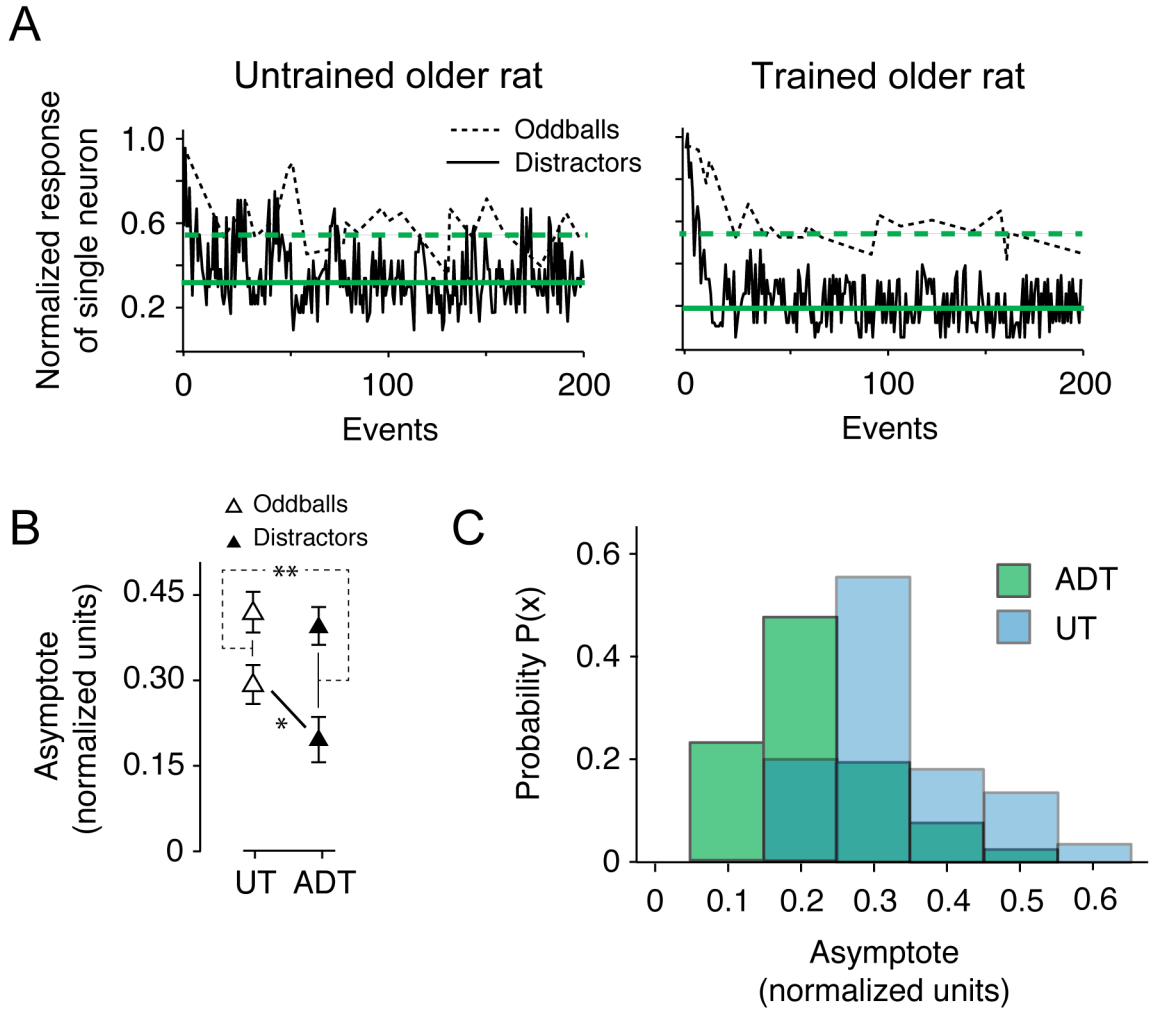 A
Untrained older rat
Trained older rat
Normalized response
of single neuron
1.0
0.6
0.2
Oddballs
Distractors
0
100
200
Events
0
100
200
Events
B
Oddballs
Distractors
Asymptote
(normalized units)
0.45
0.30
0.15
0
**
*
UT
ADT
C
Probability P(x)
0.6
0.4
0.2
0
ADT
UT
0
0.1
0.2
0.3
0.4
0.5
0.6
Asymptote
(normalized units)